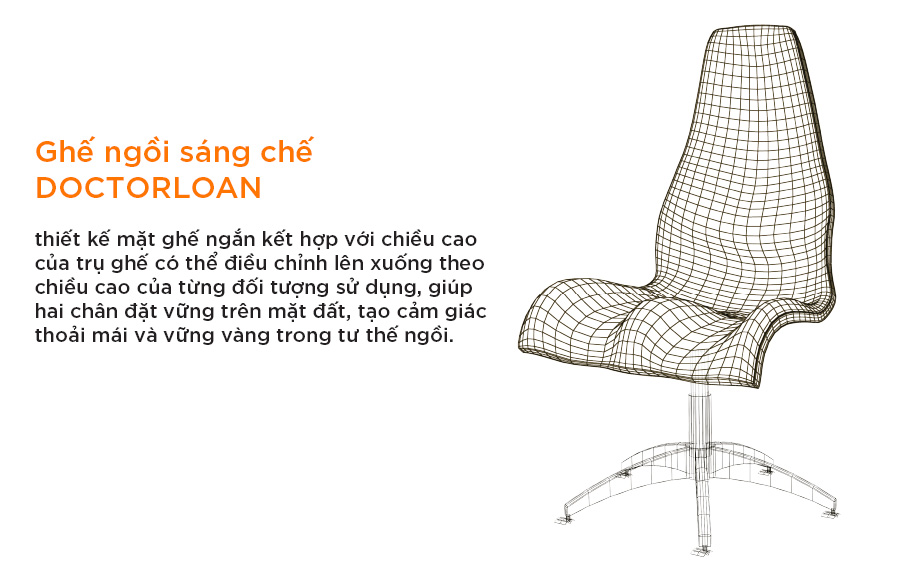 Ghế ngồi sáng chế
DOCTORLOAN
thiết kế mặt ghế ngắn kết hợp với chiều cao
của trụ ghế có thể điều chỉnh lên xuống theo
chiều cao của từng đối tượng sử dụng, giúp
hai chân đặt vững trên mặt đất, tạo cảm giác
thoải mái và vững vàng trong tư thế ngồi.